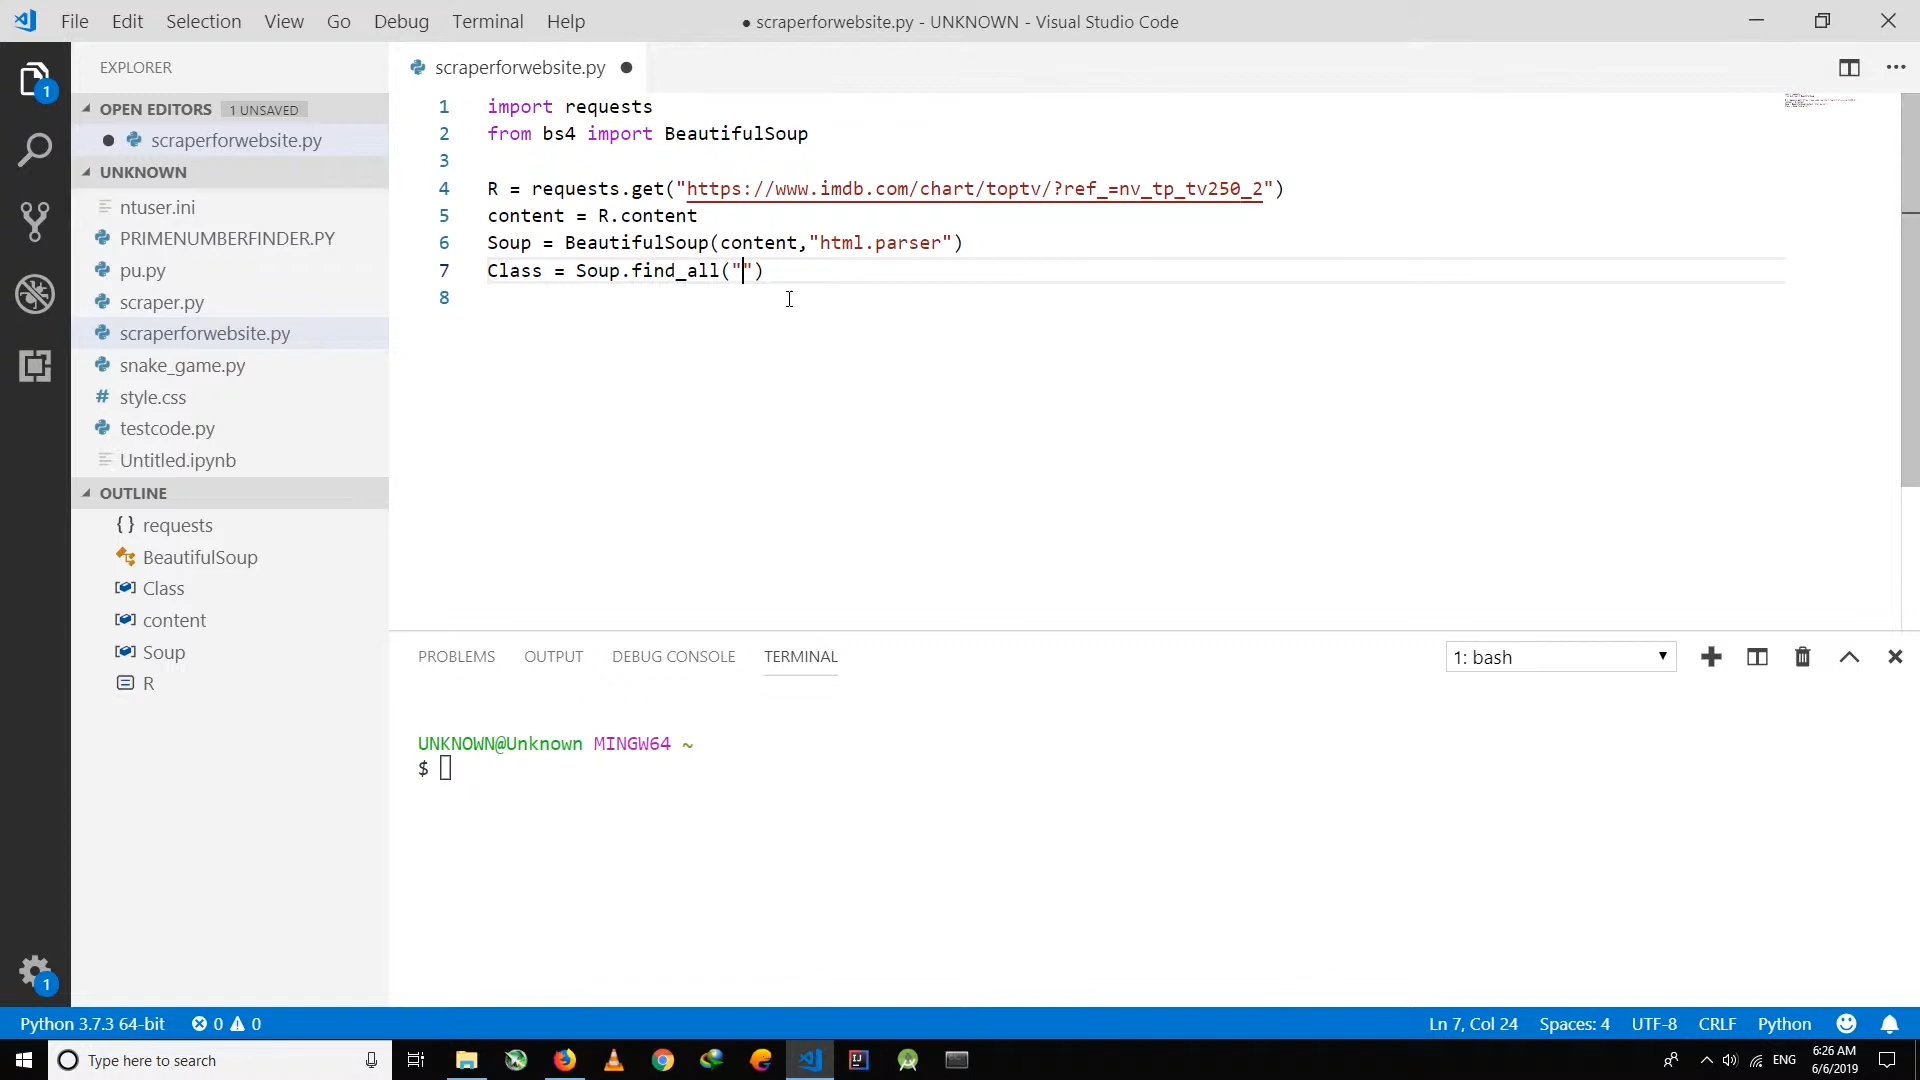 File Edit Selection View Go Debug Terminal Help
● scraperforwebsite.py - UNKNOWN - Visual Studio Code
EXPLORER
1
OPEN EDITORS 1 UNSAVED
scraperforwebsite.py
UNKNOWN
ntuser.ini
PRIMENUMBERFINDER.PY
pu.py
scraper.py
scraperforwebsite.py
snake_game.py
style.css
testcode.py
Untitled.ipynb
OUTLINE
requests
BeautifulSoup
Class
content
Soup
R
1
scraperforwebsite.py
1 import requests
2 from bs4 import BeautifulSoup
3
4 R = requests.get("https://www.imdb.com/chart/toptv/?ref_=nv_tp_tv250_2")
5 content = R.content
6 Soup = BeautifulSoup(content,"html.parser")
7 Class = Soup.find_all("")
8
PROBLEMS OUTPUT DEBUG CONSOLE TERMINAL
1: bash
UNKNOWN@Unknown MINGW64 ~
$
Python 3.7.3 64-bit 0 0 Ln 7, Col 24 Spaces: 4 UTF-8 CRLF Python
Type here to search
ENG
6:26 AM
6/6/2019